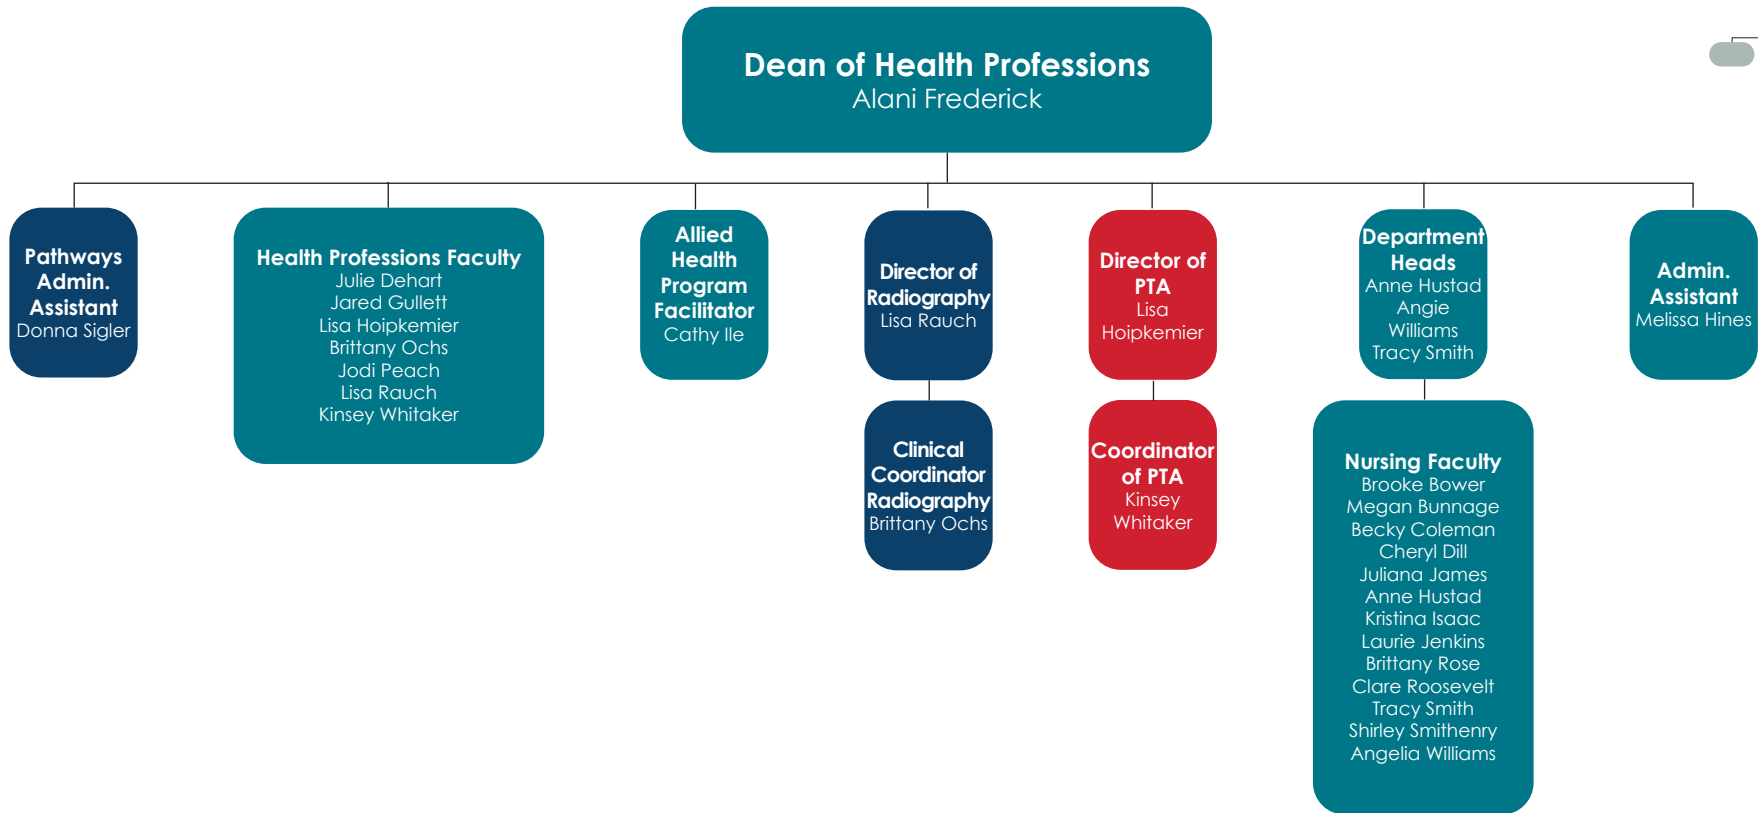 Dean of Health Professions
Alani Frederick
Pathways
Admin.
Assistant
Donna Sigler
Health Professions Faculty
Julie Dehart
Jared Gullett
Lisa Hoipkemier
Brittany Ochs
Jodi Peach
Lisa Rauch
Kinsey Whitaker
Allied
Health
Program
Facilitator
Cathy Ile
Director of
Radiography
Lisa Rauch
Clinical
Coordinator
Radiography
Brittany Ochs
Director of
PTA
Lisa
Hoipkemier
Coordinator
of PTA
Kinsey
Whitaker
Department
Heads
Anne Hustad
Angie
Williams
Tracy Smith
Nursing Faculty
Brooke Bower
Megan Bunnage
Becky Coleman
Cheryl Dill
Juliana James
Anne Hustad
Kristina Isaac
Laurie Jenkins
Brittany Rose
Clare Roosevelt
Tracy Smith
Shirley Smithenry
Angelia Williams
Admin.
Assistant
Melissa Hines